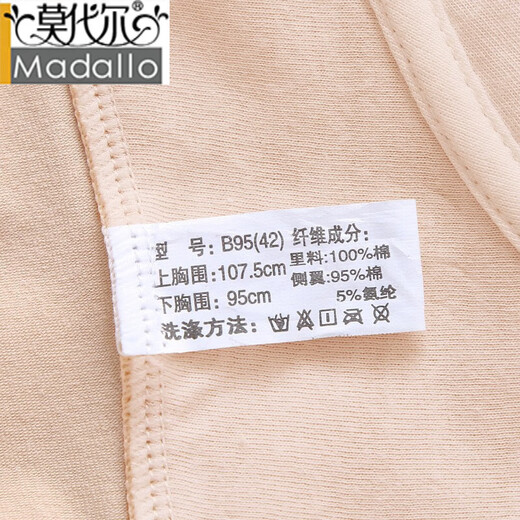 莫代尔®
Madallo
型 号: B95(42) 纤维成分:
上胸围: 107.5cm 里料:100%棉
下胸围: 95cm 侧翼:95%棉
5%氨纶
洗涤方法: